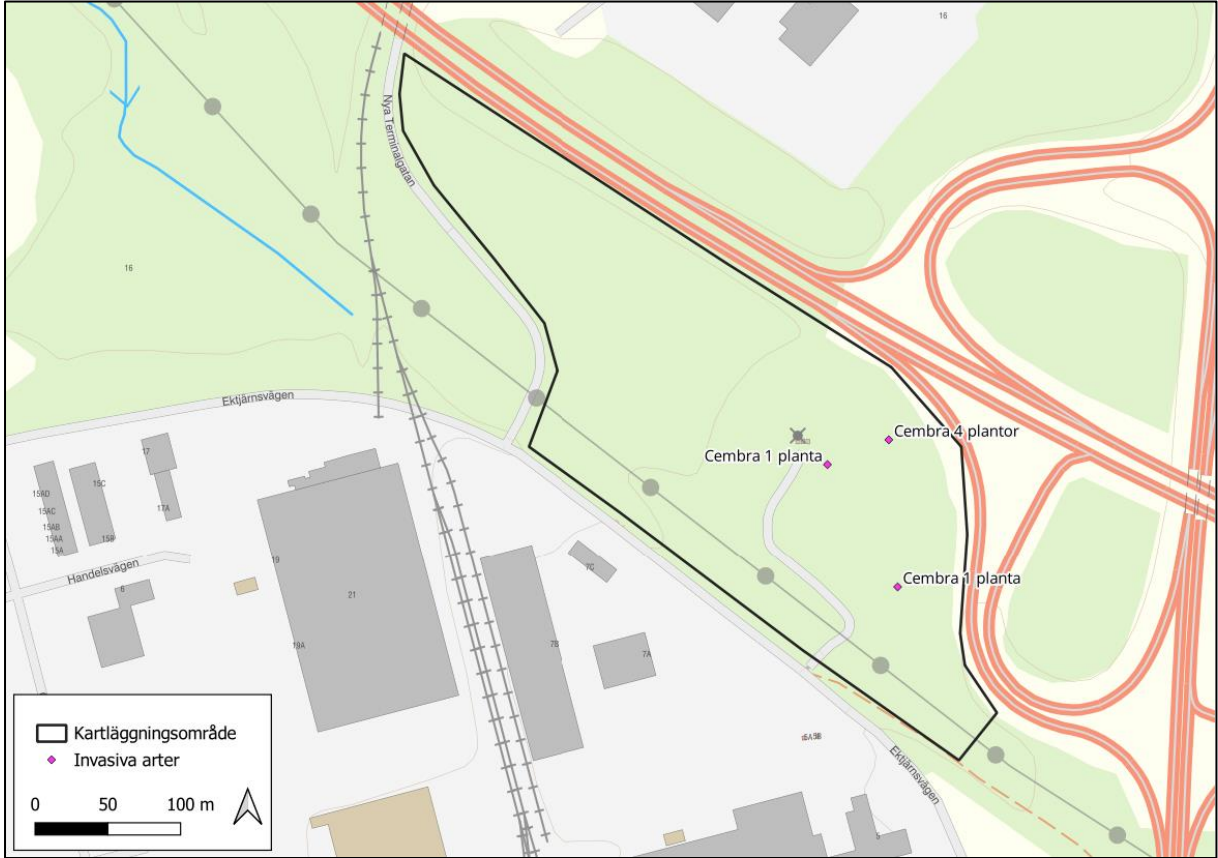 16
Nya Terminalgatan
16
Ektjärnsvägen
Cembra 4 plantor
Cembra 1 planta
17
15AD
15C
15AC
17A
15AB
15AA
15B
15A
19
7C
Cembra 1 planta
Handelsvägen
6
21
19A
7B
7A
Ektjärnsvägen
5
Kartläggningsområde
Invasiva arter
0 50 100 m